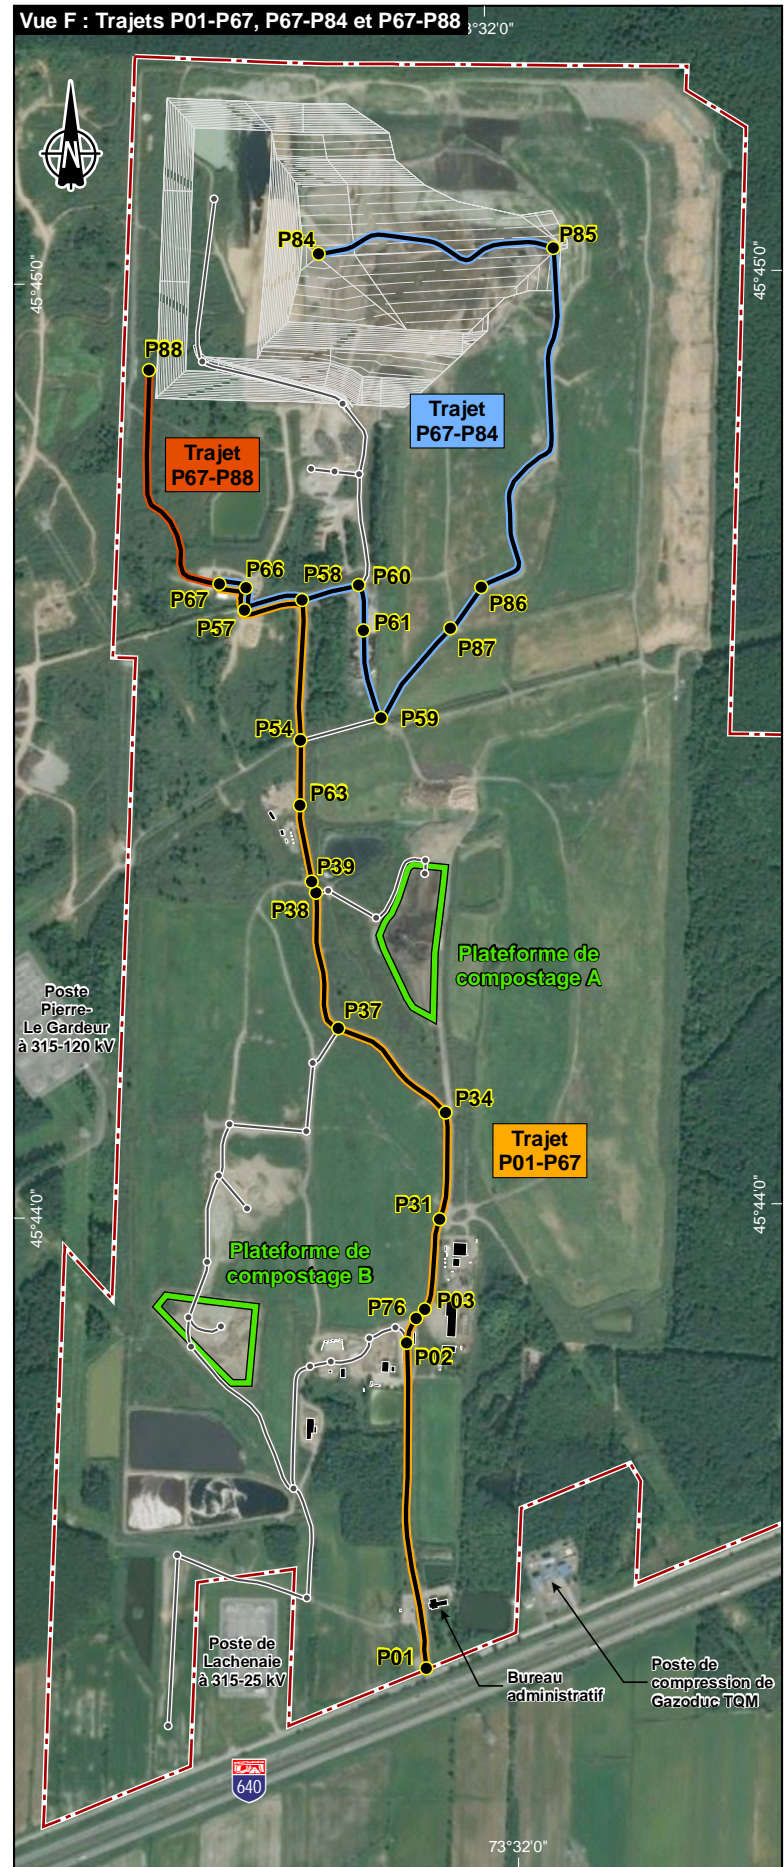 Vue F : Trajets P01-P67, P67-P84 et P67-P88
3°32'0"
N
P84
P85
45°45'0"
45°45'0"
P88
Trajet
P67-P84
Trajet
P67-P88
P66
P58
P60
P86
P67
P57
P61
P87
P59
P54
P63
P39
P38
Plateforme de
compostage A
Poste
Pierre-
Le Gardeur
à 315-120 kV
P37
P34
Trajet
P01-P67
P31
45°44'0"
45°44'0"
Plateforme de
compostage B
P76
P03
P02
Poste de
Lachenaie
à 315-25 kV
P01
Bureau
administratif
Poste de
compression de
Gazoduc TQM
640
73°32'0"